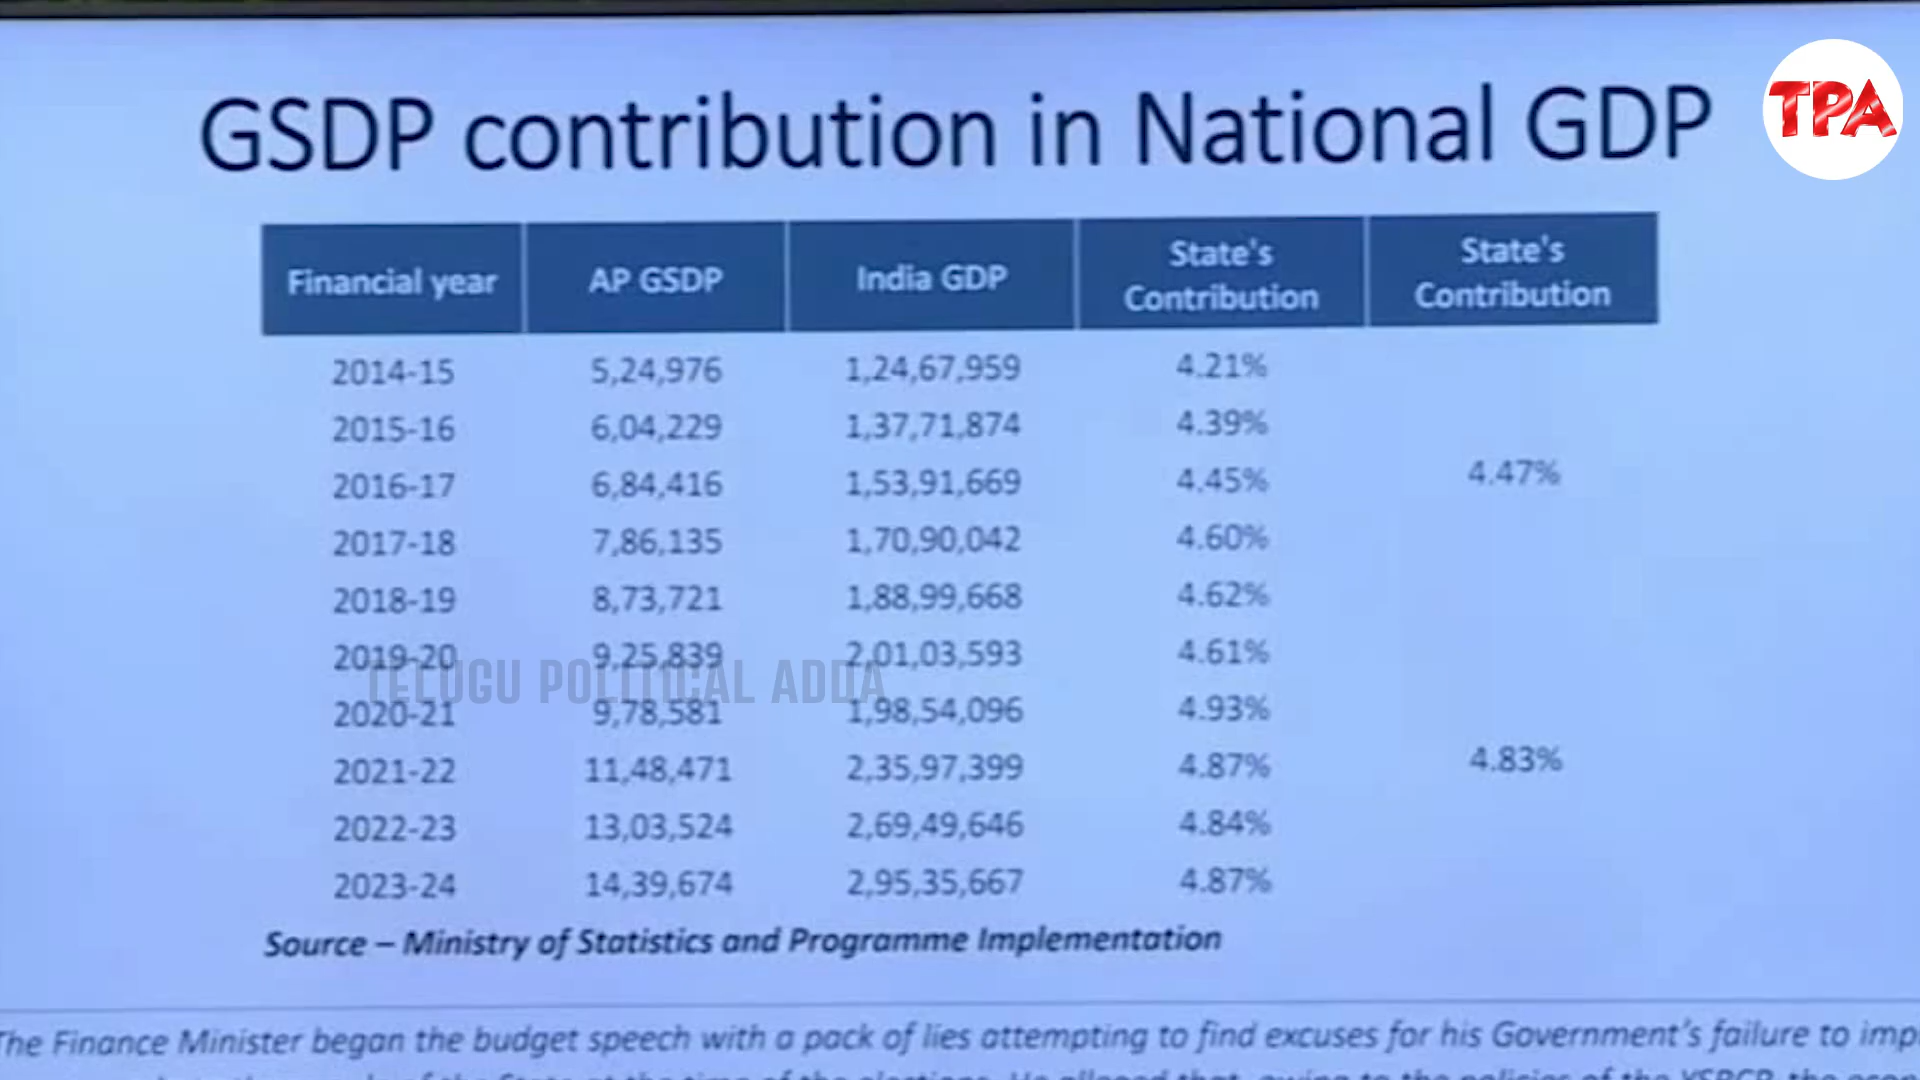 TPA
GSDP contribution in National GDP
Financial year AP GSDP India GDP State's Contribution State's Contribution
2014-15 5,24,976 1,24,67,959 4.21%
2015-16 6,04,229 1,37,71,874 4.39%
2016-17 6,84,416 1,53,91,669 4.45% 4.47%
2017-18 7,86,135 1,70,90,042 4.60%
2018-19 8,73,721 1,88,99,668 4.62%
2019-20 9,25,839 2,01,03,593 4.61%
TELUGU POLITICAL ADDA
2020-21 9,78,581 1,98,54,096 4.93%
2021-22 11,48,471 2,35,97,399 4.87% 4.83%
2022-23 13,03,524 2,69,49,646 4.84%
2023-24 14,39,674 2,95,35,667 4.87%
Source – Ministry of Statistics and Programme Implementation
The Finance Minister began the budget speech with a pack of lies attempting to find excuses for his Government's failure to imp